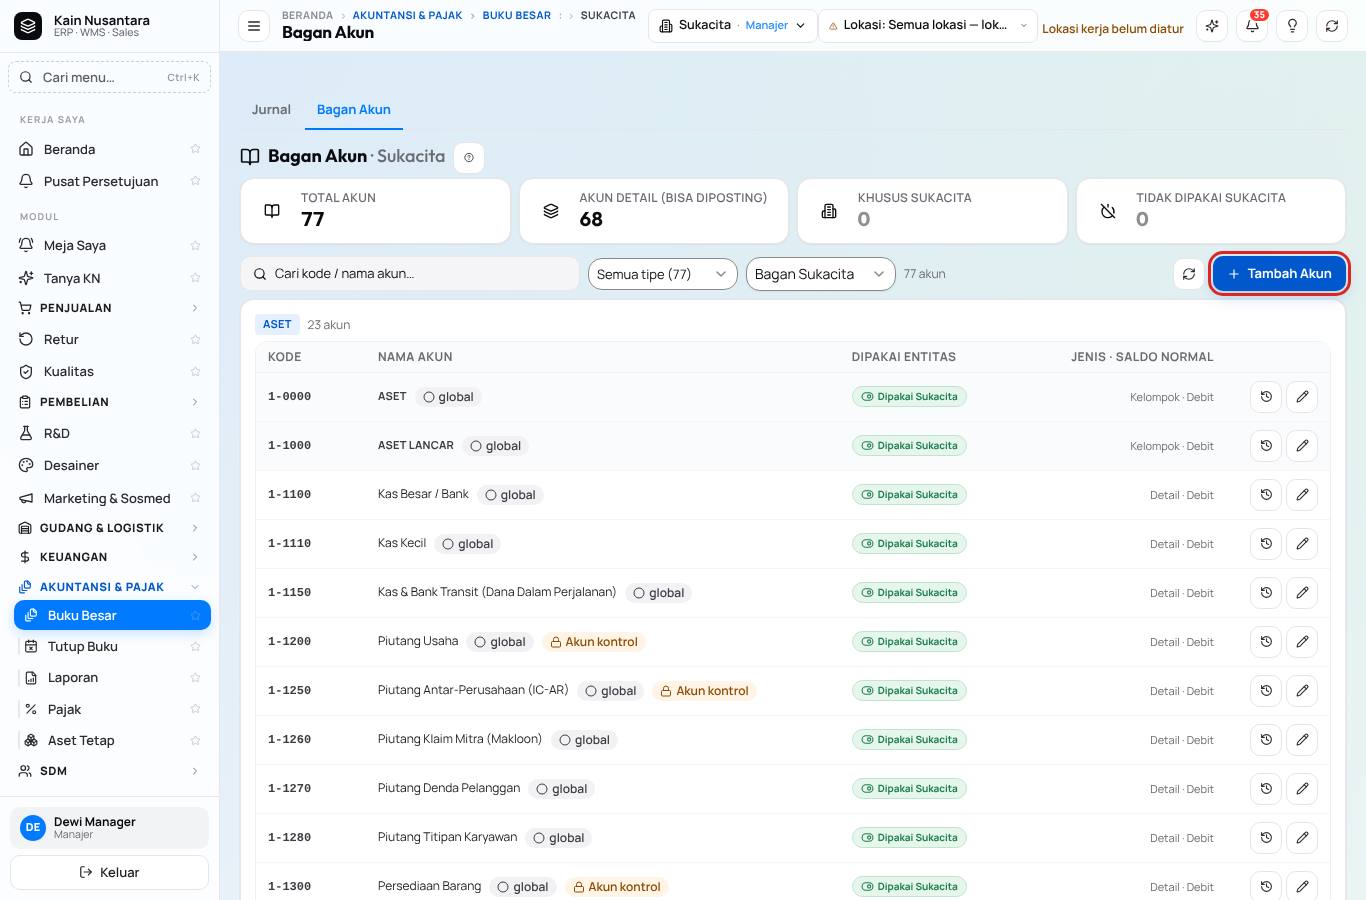 Kain Nusantara
ERP · WMS · Sales
Cari menu... Ctrl+K
KERJA SAYA
Beranda
Pusat Persetujuan
MODUL
Meja Saya
Tanya KN
PENJUALAN
Retur
Kualitas
PEMBELIAN
R&D
Desainer
Marketing & Sosmed
GUDANG & LOGISTIK
KEUANGAN
AKUNTANSI & PAJAK
Buku Besar
Tutup Buku
Laporan
Pajak
Aset Tetap
SDM
DE
Dewi Manager
Manajer
Keluar
BERANDA › AKUNTANSI & PAJAK › BUKU BESAR : › SUKACITA
Bagan Akun
Sukacita · Manajer
Lokasi: Semua lokasi — lok...
Lokasi kerja belum diatur
35
Jurnal
Bagan Akun
Bagan Akun · Sukacita
TOTAL AKUN
77
AKUN DETAIL (BISA DIPOSTING)
68
KHUSUS SUKACITA
0
TIDAK DIPAKAI SUKACITA
0
Cari kode / nama akun...
Semua tipe (77)
Bagan Sukacita
77 akun
Tambah Akun
ASET 23 akun
KODE NAMA AKUN DIPAKAI ENTITAS JENIS · SALDO NORMAL
1-0000 ASET global Dipakai Sukacita Kelompok · Debit
1-1000 ASET LANCAR global Dipakai Sukacita Kelompok · Debit
1-1100 Kas Besar / Bank global Dipakai Sukacita Detail · Debit
1-1110 Kas Kecil global Dipakai Sukacita Detail · Debit
1-1150 Kas & Bank Transit (Dana Dalam Perjalanan) global Dipakai Sukacita Detail · Debit
1-1200 Piutang Usaha global Akun kontrol Dipakai Sukacita Detail · Debit
1-1250 Piutang Antar-Perusahaan (IC-AR) global Akun kontrol Dipakai Sukacita Detail · Debit
1-1260 Piutang Klaim Mitra (Makloon) global Dipakai Sukacita Detail · Debit
1-1270 Piutang Denda Pelanggan global Dipakai Sukacita Detail · Debit
1-1280 Piutang Titipan Karyawan global Dipakai Sukacita Detail · Debit
1-1300 Persediaan Barang global Akun kontrol Dipakai Sukacita Detail · Debit